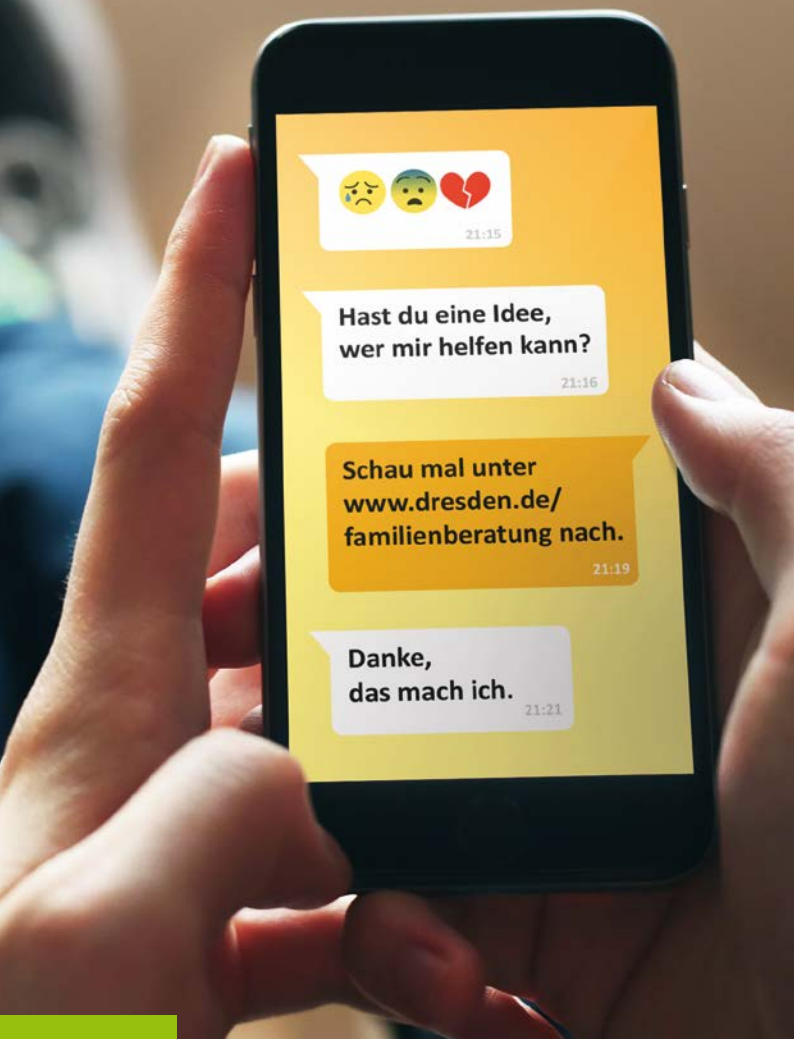 😥😨💔
21:15
Hast du eine Idee,
wer mir helfen kann?
21:16
Schau mal unter
www.dresden.de/
familienberatung nach.
21:19
Danke,
das mach ich.
21:21